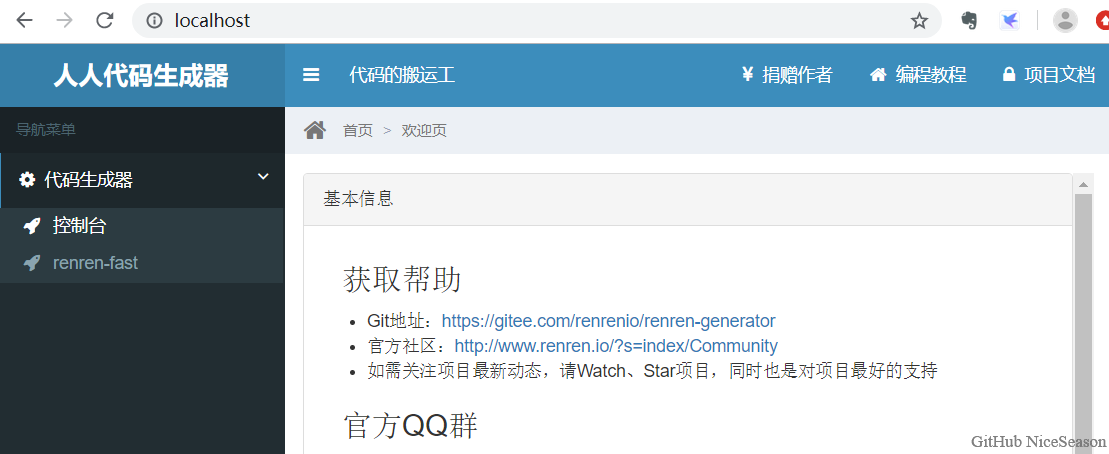 localhost
人人代码生成器
代码的搬运工
捐赠作者
编程教程
项目文档
导航菜单
首页 > 欢迎页
代码生成器
控制台
renren-fast
基本信息
获取帮助
Git地址：https://gitee.com/renrenio/renren-generator
官方社区：http://www.renren.io/?s=index/Community
如需关注项目最新动态，请Watch、Star项目，同时也是对项目最好的支持
官方QQ群
GitHub NiceSeason